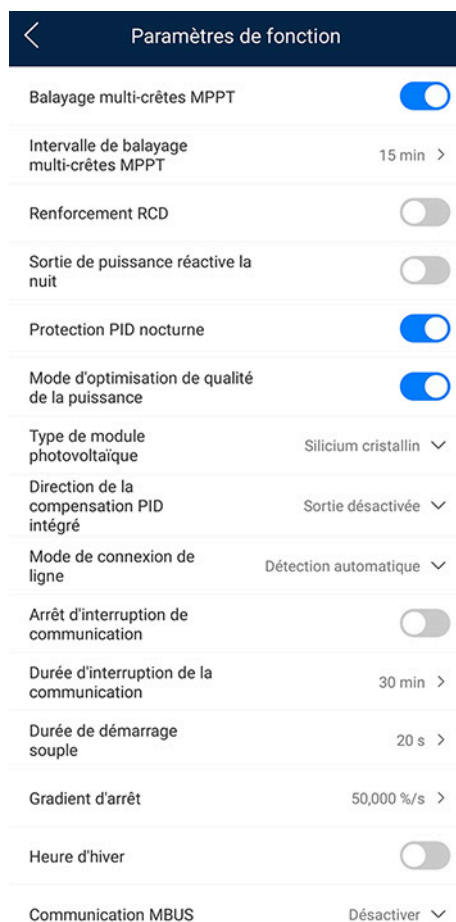 Paramètres de fonction
Balayage multi-crêtes MPPT
Intervalle de balayage
multi-crêtes MPPT
15 min
Renforcement RCD
Sortie de puissance réactive la
nuit
Protection PID nocturne
Mode d'optimisation de qualité
de la puissance
Type de module
photovoltaïque
Silicium cristallin
Direction de la
compensation PID
intégré
Sortie désactivée
Mode de connexion de
ligne
Détection automatique
Arrêt d'interruption de
communication
Durée d'interruption de la
communication
30 min
Durée de démarrage
souple
20 s
Gradient d'arrêt
50,000 %/s
Heure d'hiver
Communication MBUS
Désactiver